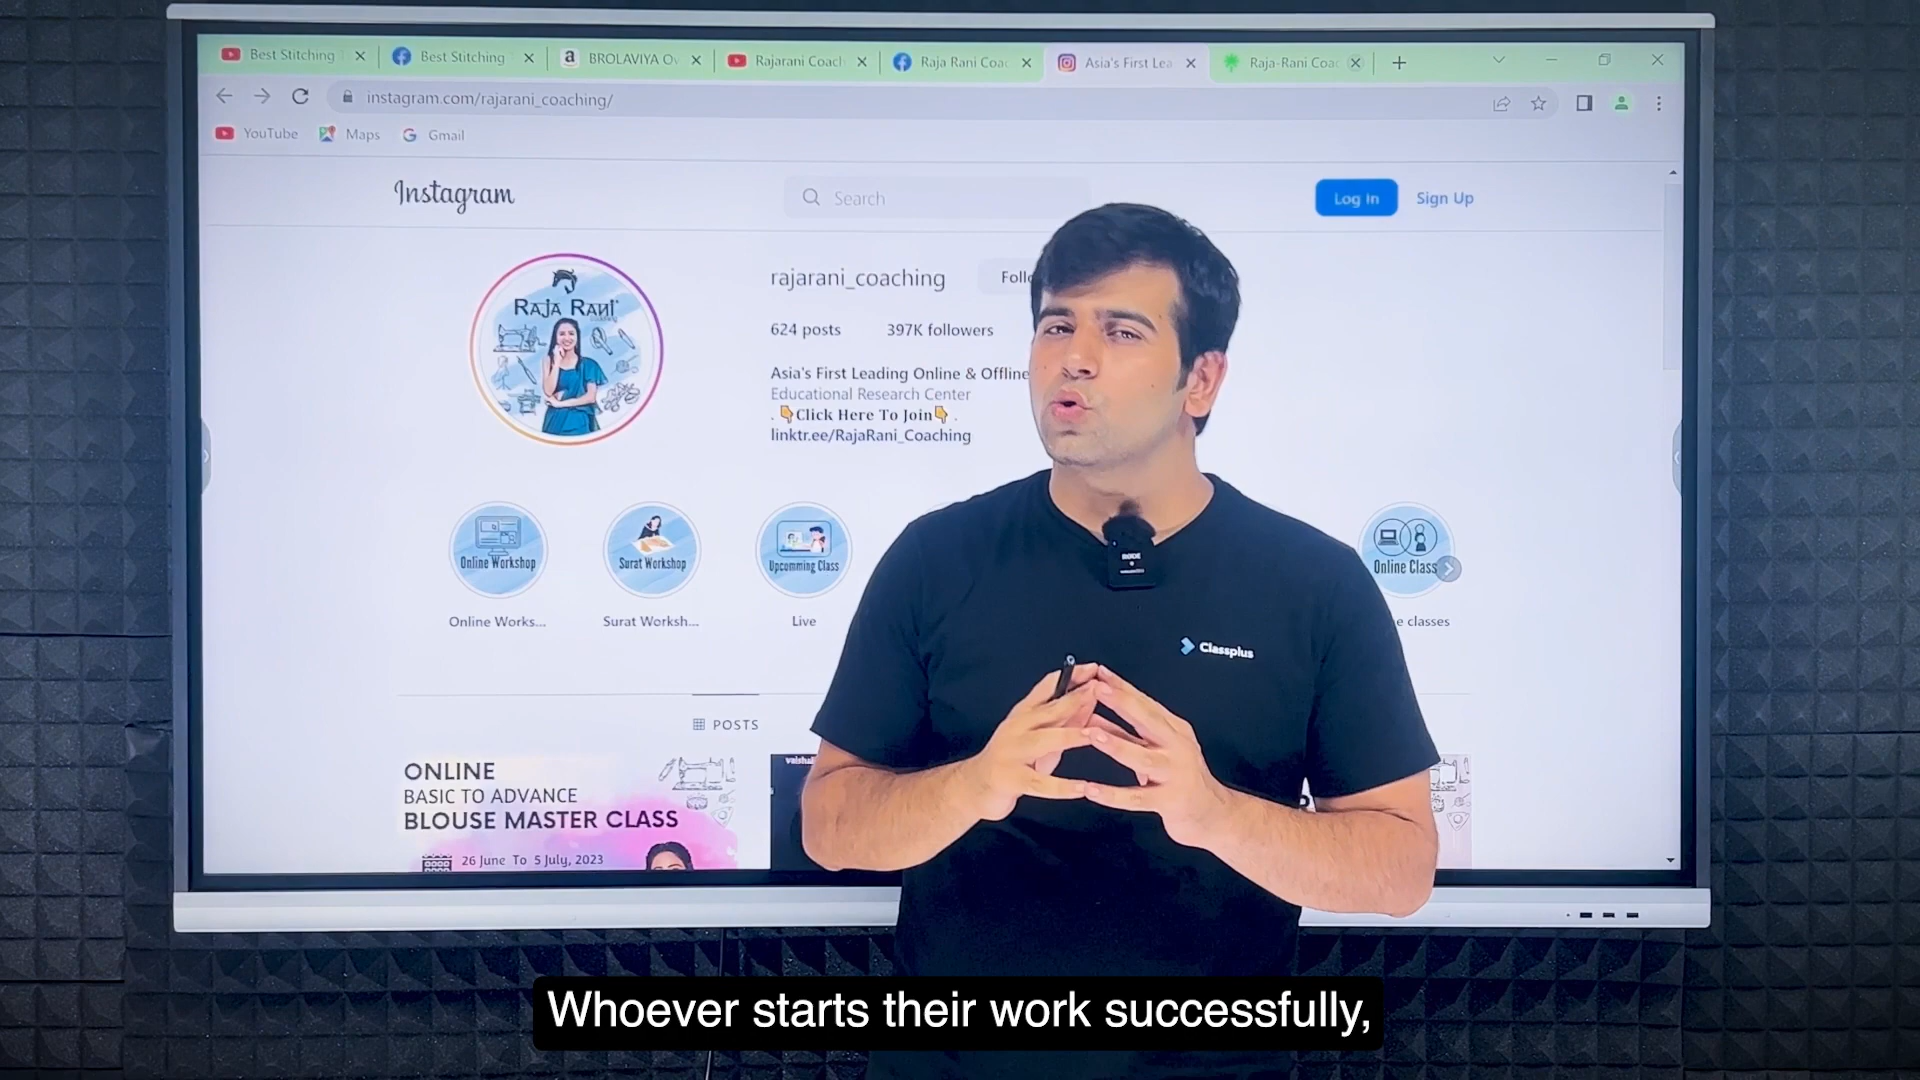 Best Stitching
Best Stitching
BROLAVIYA Ov
Rajarani Coach
Raja Rani Coac
Asia's First Lea
Raja-Rani Coac
instagram.com/rajarani_coaching/
YouTube
Maps
Gmail
Instagram
Search
Log In
Sign Up
RAJA RANI
rajarani_coaching
Follo
624 posts
397K followers
Asia's First Leading Online & Offline
Educational Research Center
. 👇Click Here To Join👇 .
linktr.ee/RajaRani_Coaching
Online Workshop
Surat Workshop
Upcomming Class
Online Class
Online Works...
Surat Worksh...
Live
e classes
Classplus
POSTS
ONLINE
BASIC TO ADVANCE
BLOUSE MASTER CLASS
26 June To 5 July, 2023
Whoever starts their work successfully,